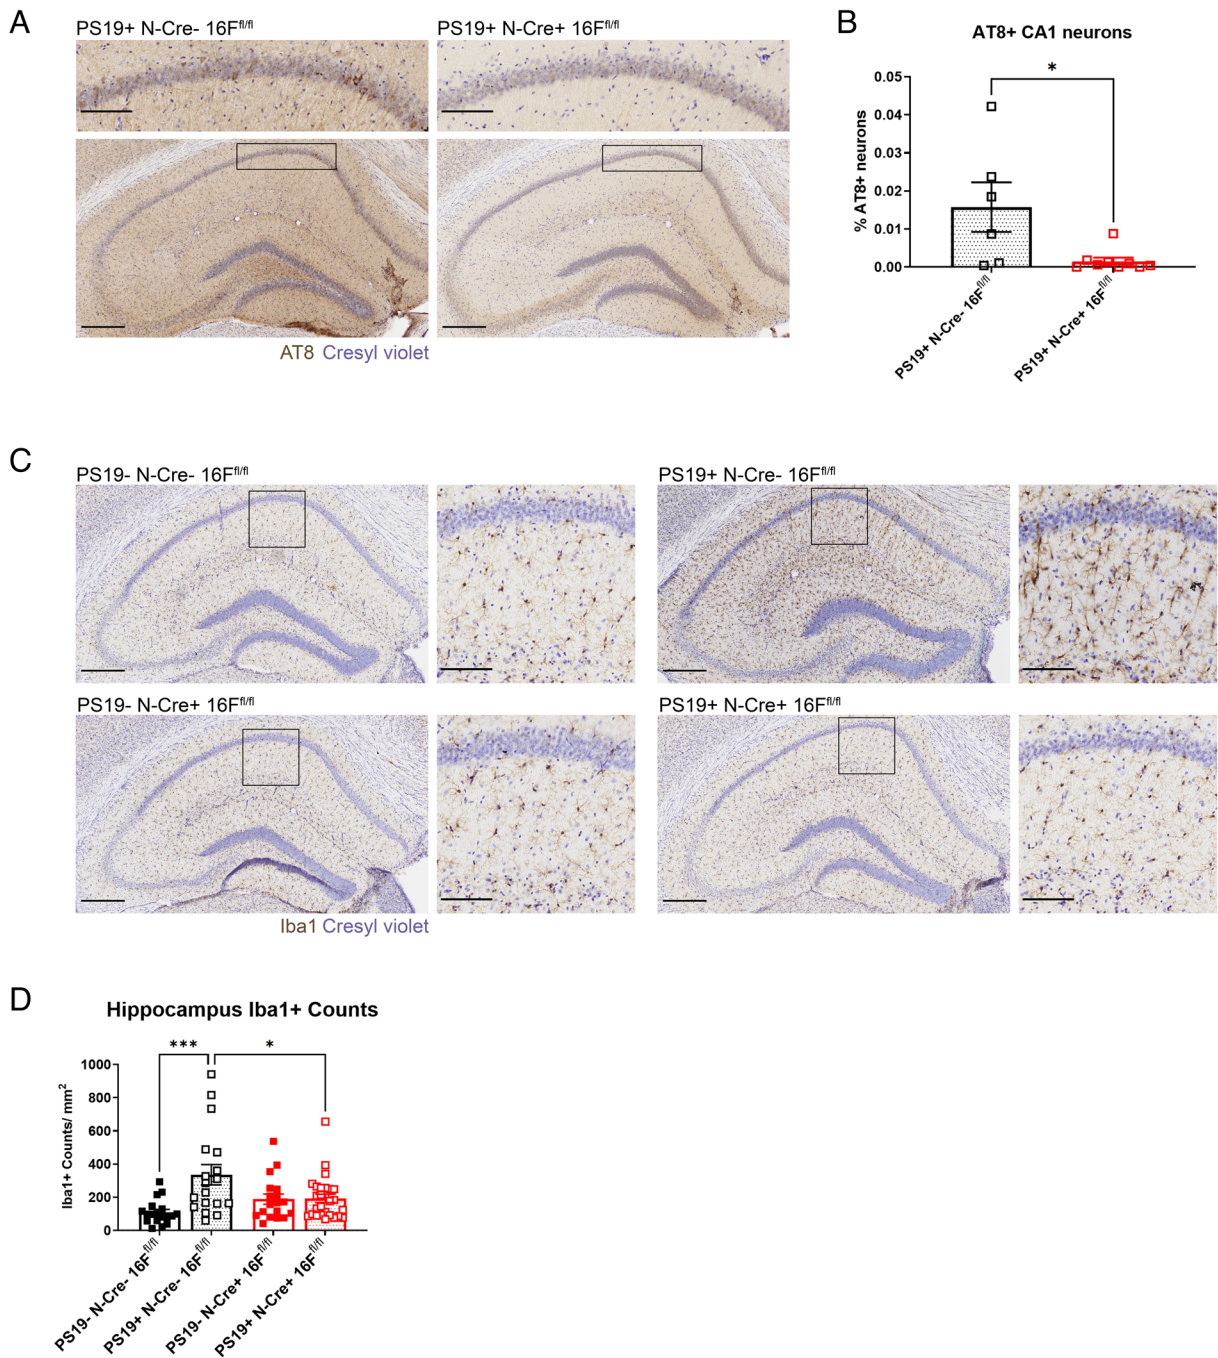 A
PS19+ N-Cre- 16Ffl/fl
PS19+ N-Cre+ 16Ffl/fl
AT8 Cresyl violet
B
AT8+ CA1 neurons
*
% AT8+ neurons
0.05
0.04
0.03
0.02
0.01
0.00
PS19+ N-Cre- 16Ffl/fl
PS19+ N-Cre+ 16Ffl/fl
C
PS19- N-Cre- 16Ffl/fl
PS19+ N-Cre- 16Ffl/fl
PS19- N-Cre+ 16Ffl/fl
PS19+ N-Cre+ 16Ffl/fl
Iba1 Cresyl violet
D
Hippocampus Iba1+ Counts
***
*
Iba1+ Counts/ mm2
1000
800
600
400
200
0
PS19- N-Cre- 16Ffl/fl
PS19+ N-Cre- 16Ffl/fl
PS19- N-Cre+ 16Ffl/fl
PS19+ N-Cre+ 16Ffl/fl